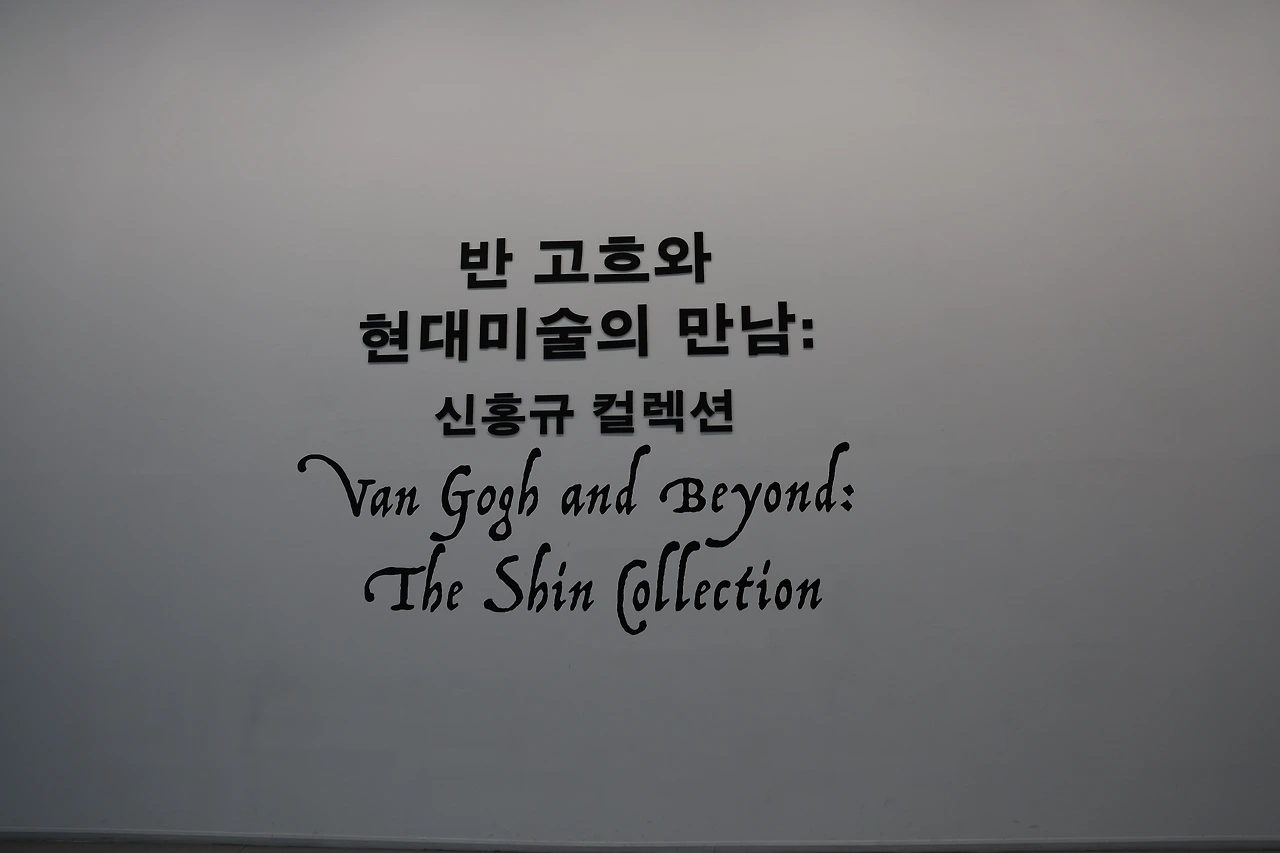 반 고흐와
현대미술의 만남:
신홍규 컬렉션
Van Gogh and Beyond:
The Shin Collection